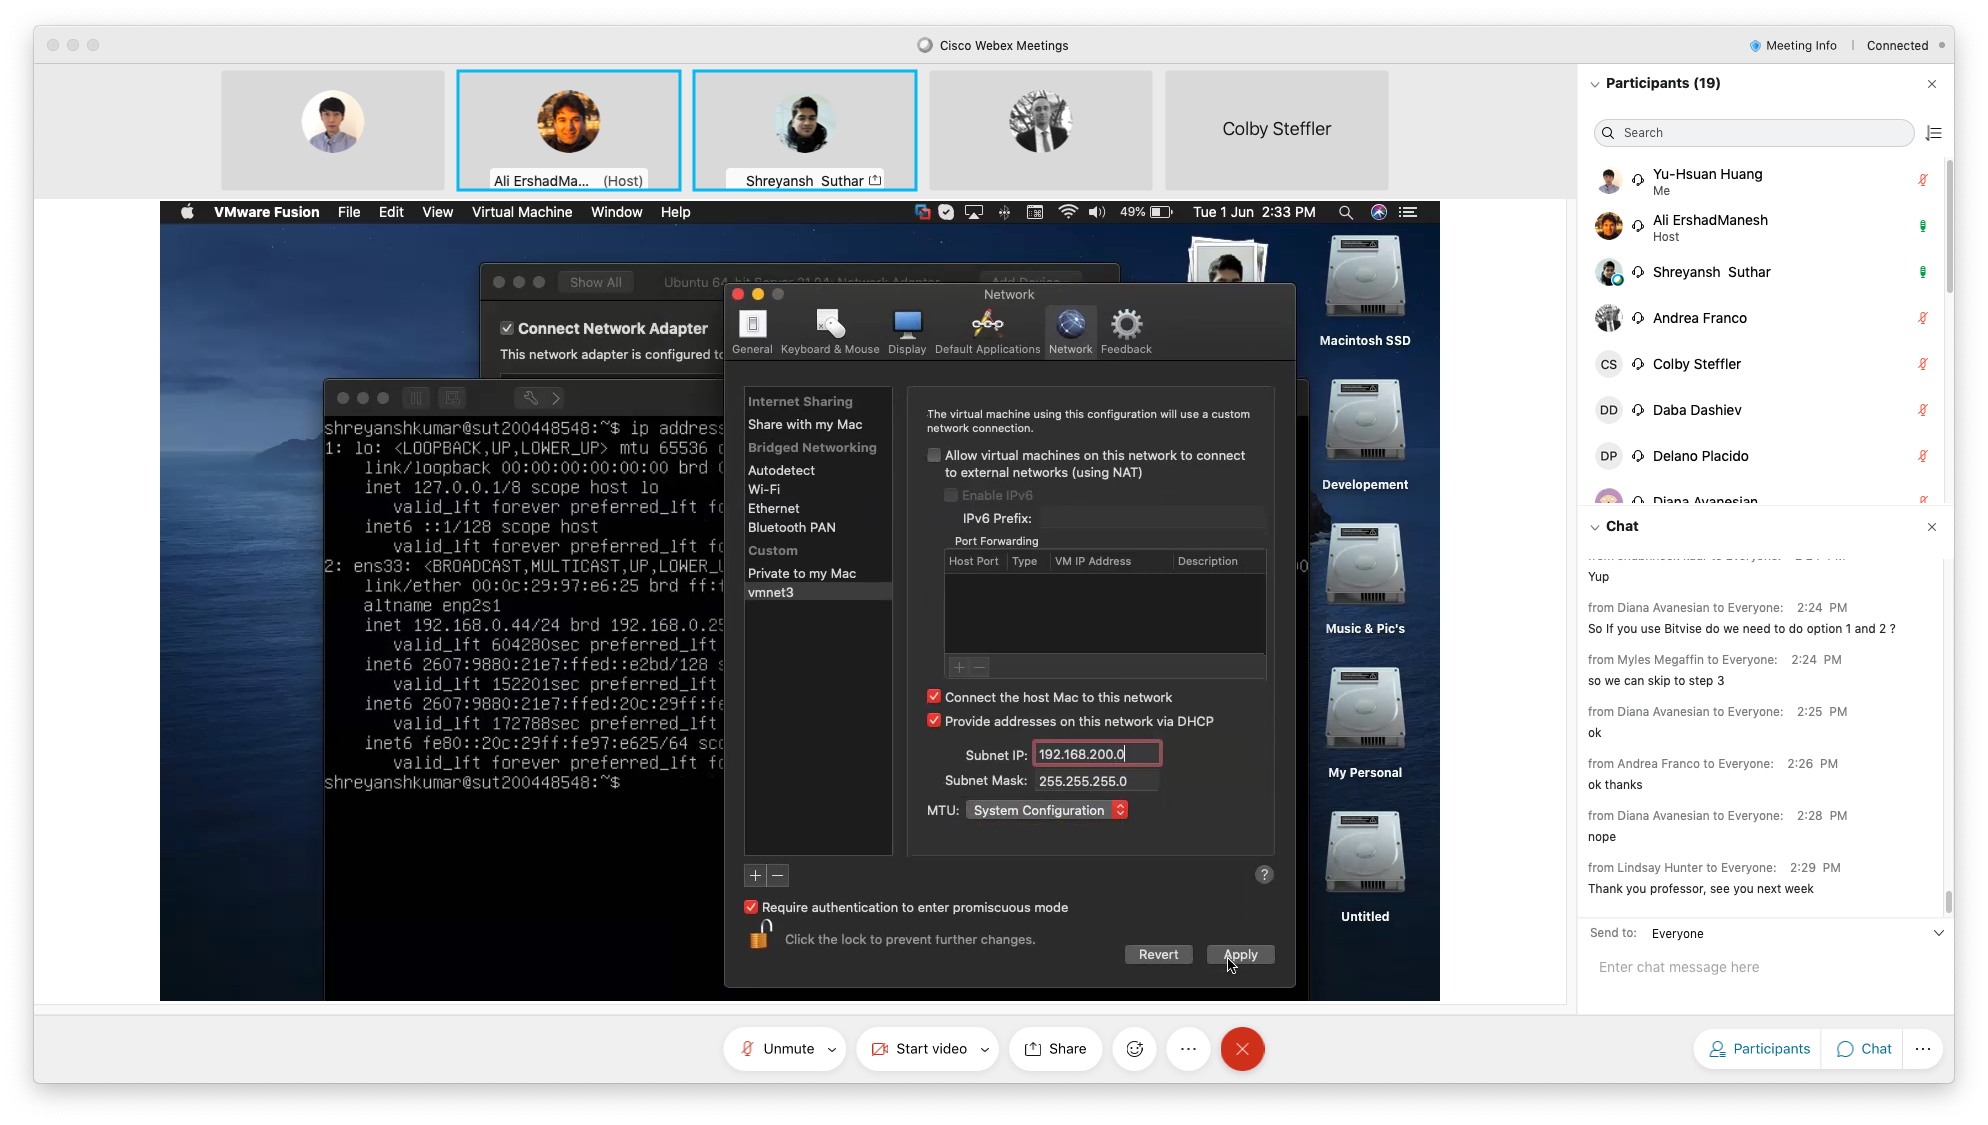 Cisco Webex Meetings
Meeting Info
Connected
Ali ErshadMa... (Host)
Shreyansh Suthar
Colby Steffler
VMware Fusion File Edit View Virtual Machine Window Help
49%
Tue 1 Jun 2:33 PM
Show All
Ubuntu 64-bit Server 21.04: Network Adapter
Add Device...
Connect Network Adapter
This network adapter is configured to
shreyanshkumar@sut200448548:~$ ip address
1: lo: <LOOPBACK,UP,LOWER_UP> mtu 65536
link/loopback 00:00:00:00:00:00 brd
inet 127.0.0.1/8 scope host lo
valid_lft forever preferred_lft
inet6 ::1/128 scope host
valid_lft forever preferred_lft
2: ens33: <BROADCAST,MULTICAST,UP,LOWER_
link/ether 00:0c:29:97:e6:25 brd ff:f
altname enp2s1
inet 192.168.0.44/24 brd 192.168.0.25
valid_lft 604280sec preferred_lft
inet6 2607:9880:21e7:ffed::e2bd/128 s
valid_lft 152201sec preferred_lft
inet6 2607:9880:21e7:ffed:20c:29ff:fe
valid_lft 172788sec preferred_lft
inet6 fe80::20c:29ff:fe97:e625/64 sco
valid_lft forever preferred_lft
shreyanshkumar@sut200448548:~$
Network
General
Keyboard & Mouse
Display
Default Applications
Network
Feedback
Internet Sharing
Share with my Mac
Bridged Networking
Autodetect
Wi-Fi
Ethernet
Bluetooth PAN
Custom
Private to my Mac
vmnet3
The virtual machine using this configuration will use a custom
network connection.
Allow virtual machines on this network to connect
to external networks (using NAT)
Enable IPv6
IPv6 Prefix:
Port Forwarding
Host Port Type VM IP Address Description
+ −
Connect the host Mac to this network
Provide addresses on this network via DHCP
Subnet IP: 192.168.200.0
Subnet Mask: 255.255.255.0
MTU: System Configuration
+ −
?
Require authentication to enter promiscuous mode
Click the lock to prevent further changes.
Revert
Apply
Macintosh SSD
Developement
Music & Pic's
My Personal
Untitled
Participants (19)
Search
Yu-Hsuan Huang
Me
Ali ErshadManesh
Host
Shreyansh Suthar
Andrea Franco
CS Colby Steffler
DD Daba Dashiev
DP Delano Placido
Diana Avanesian
Chat
Yup
from Diana Avanesian to Everyone: 2:24 PM
So If you use Bitvise do we need to do option 1 and 2 ?
from Myles Megaffin to Everyone: 2:24 PM
so we can skip to step 3
from Diana Avanesian to Everyone: 2:25 PM
ok
from Andrea Franco to Everyone: 2:26 PM
ok thanks
from Diana Avanesian to Everyone: 2:28 PM
nope
from Lindsay Hunter to Everyone: 2:29 PM
Thank you professor, see you next week
Send to: Everyone
Enter chat message here
Unmute
Start video
Share
Participants
Chat